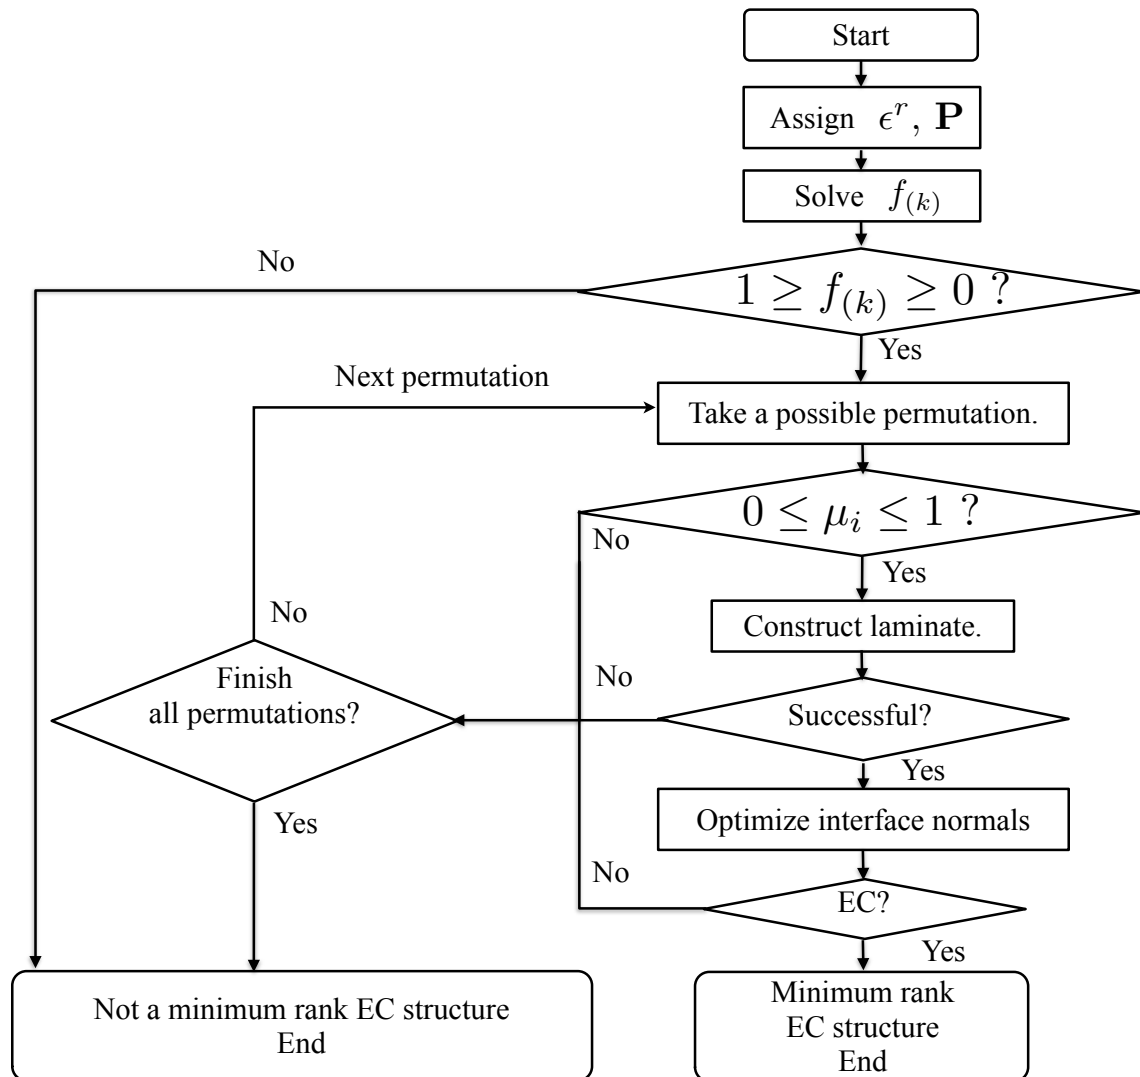 Start
Assign ϵ^r, P
Solve f_(k)
No
1 ≥ f_(k) ≥ 0 ?
Yes
Next permutation
Take a possible permutation.
0 ≤ μ_i ≤ 1 ?
No
Yes
No
Construct laminate.
Finish
all permutations?
No
Successful?
Yes
Yes
Optimize interface normals
No
EC?
Yes
Not a minimum rank EC structure
End
Minimum rank
EC structure
End